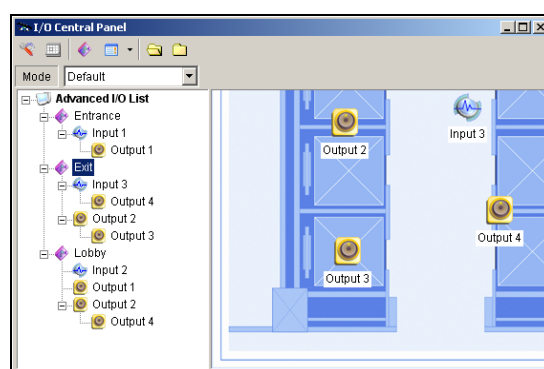 I/O Central Panel
Mode Default
Advanced I/O List
Entrance
Input 1
Output 1
Exit
Input 3
Output 4
Output 2
Output 3
Lobby
Input 2
Output 1
Output 2
Output 4
Output 2
Input 3
Output 4
Output 3